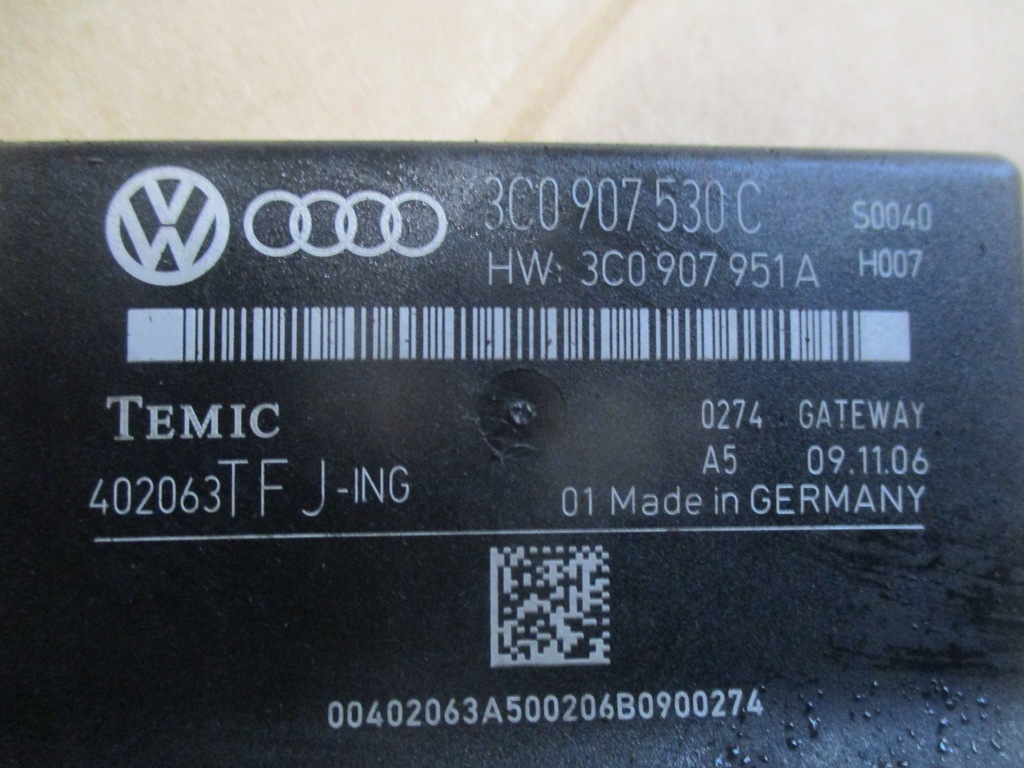 3C0 907 530 C S0040
HW: 3C0 907 951 A H007
TEMIC 0274 GATEWAY
A5 09.11.06
402063TFJ-ING
01 Made in GERMANY
00402063A500206B0900274